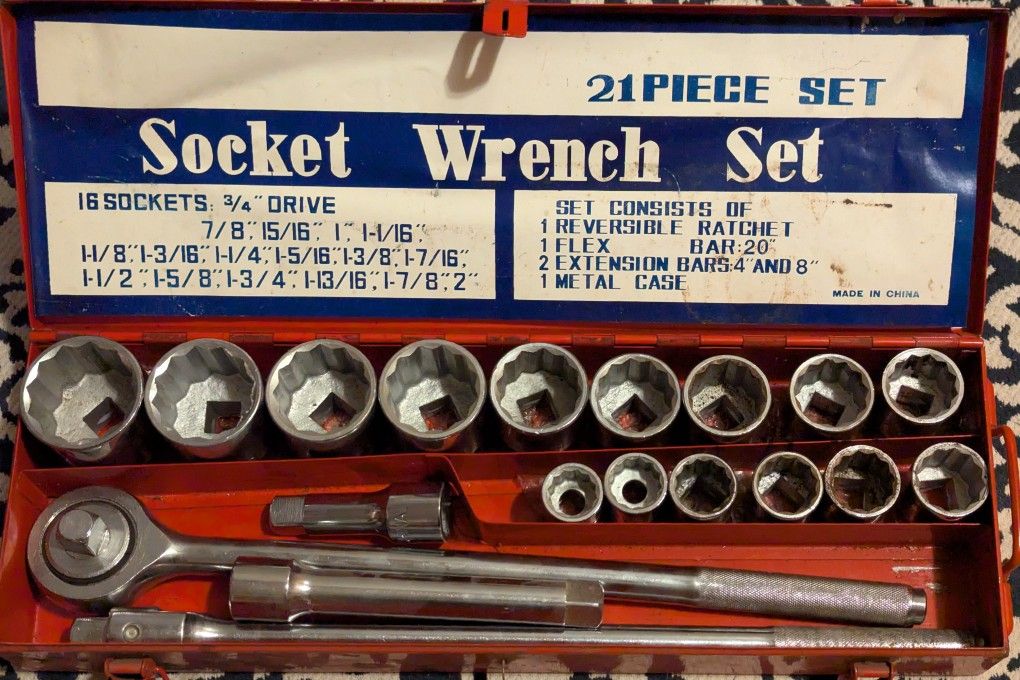 21 PIECE SET
Socket Wrench Set
16 SOCKETS: 3/4" DRIVE
7/8", 15/16", 1", 1-1/16",
1-1/8", 1-3/16", 1-1/4", 1-5/16", 1-3/8", 1-7/16",
1-1/2", 1-5/8", 1-3/4", 1-13/16", 1-7/8", 2"
SET CONSISTS OF
1 REVERSIBLE RATCHET
1 FLEX BAR: 20"
2 EXTENSION BARS: 4" AND 8"
1 METAL CASE
MADE IN CHINA